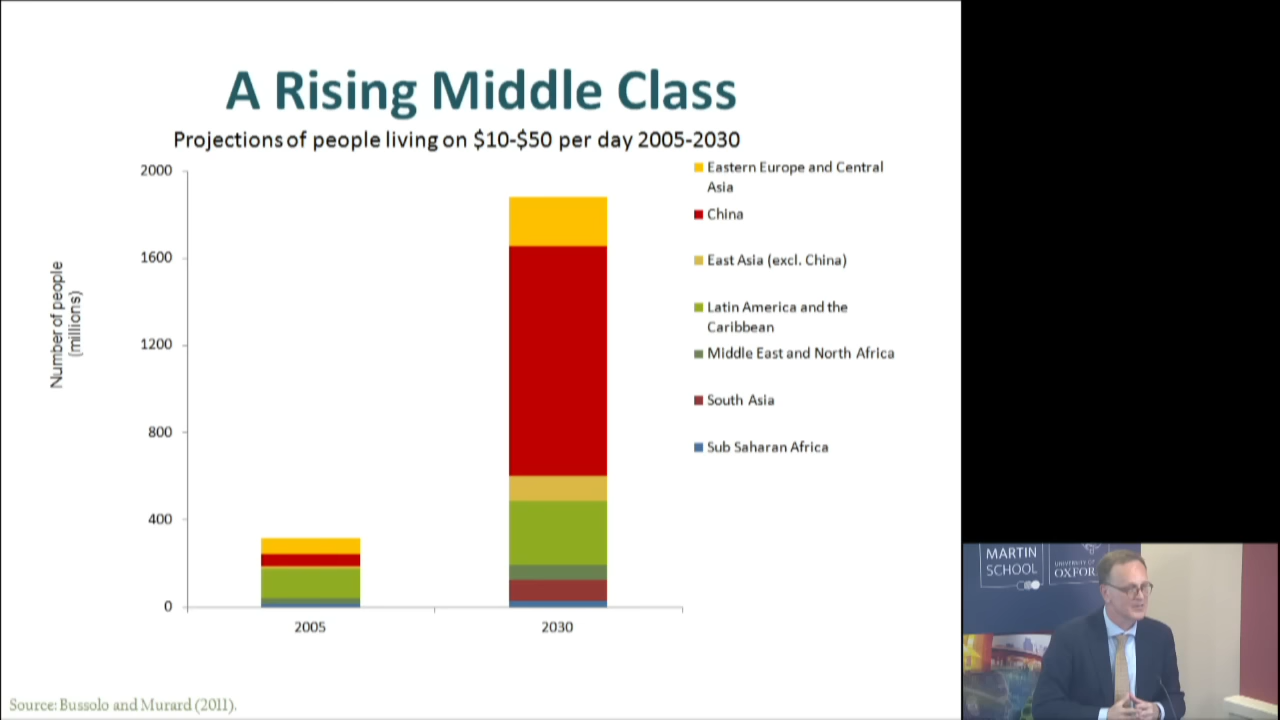 A Rising Middle Class
Projections of people living on $10-$50 per day 2005-2030
Number of people
(millions)
2000
1600
1200
800
400
0
2005
2030
Eastern Europe and Central
Asia
China
East Asia (excl. China)
Latin America and the
Caribbean
Middle East and North Africa
South Asia
Sub Saharan Africa
Source: Bussolo and Murard (2011).
MARTIN
SCHOOL
UNIVERSITY OF